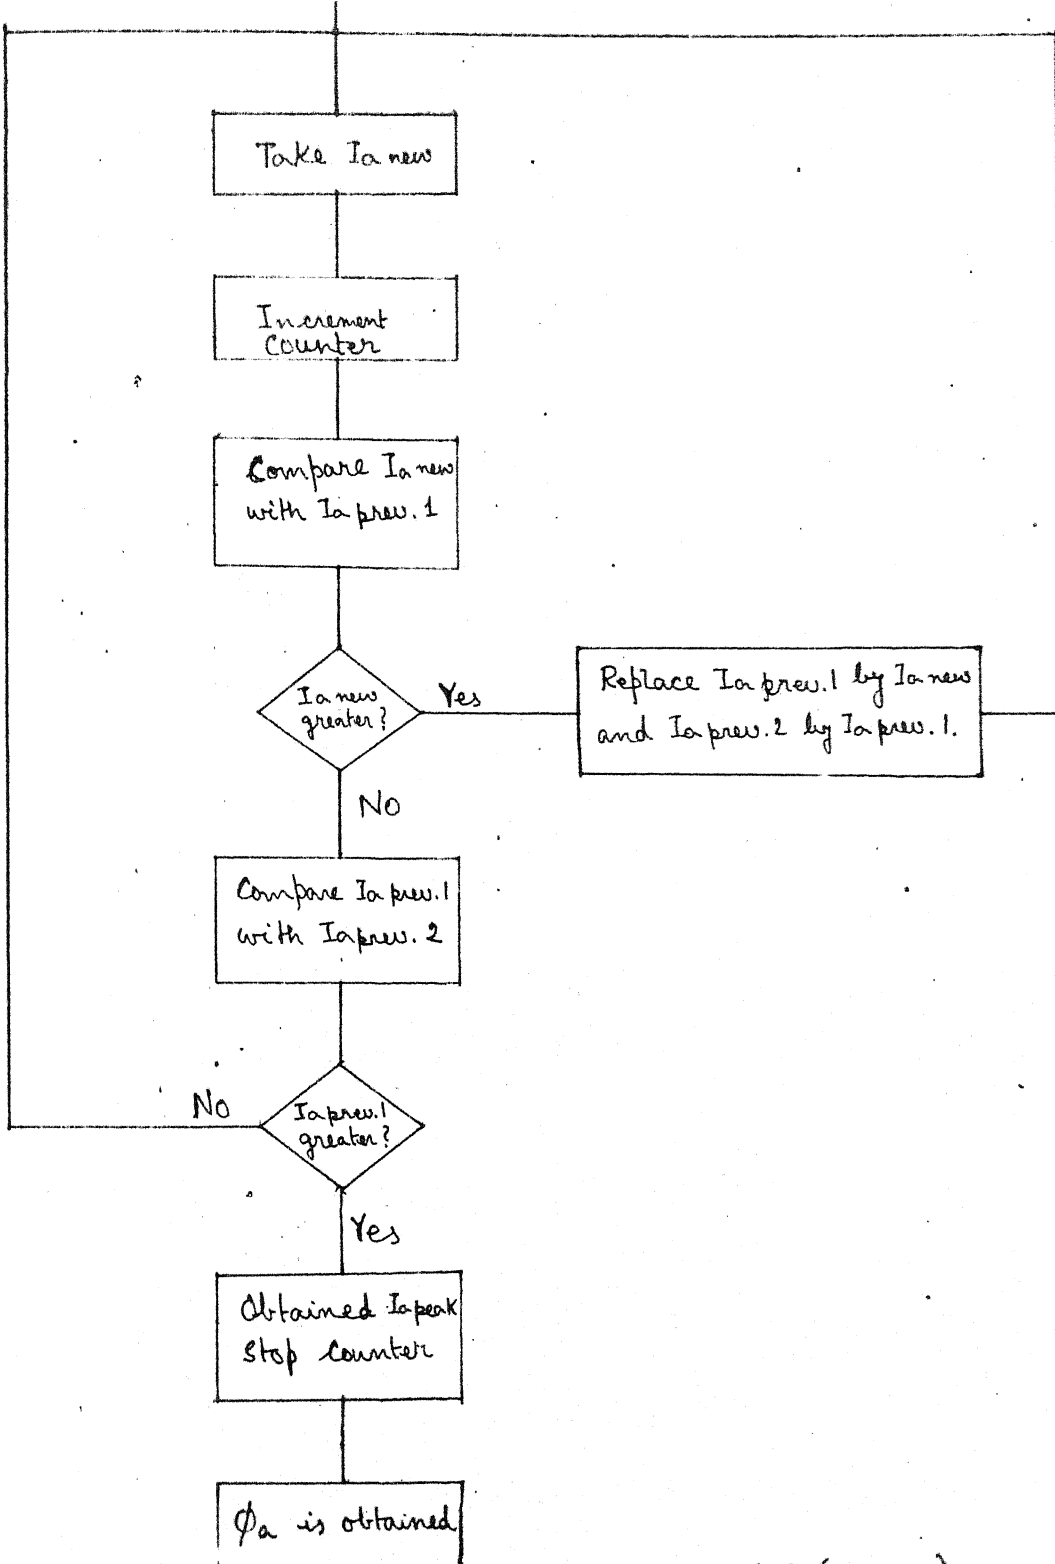 Take Ia new
Increment
Counter
Compare Ia new
with Ia prev. 1
Ia new
greater?
Yes
Replace Ia prev. 1 by Ia new
and Ia prev. 2 by Ia prev. 1.
No
Compare Ia prev. 1
with Ia prev. 2
Ia prev. 1
greater?
No
Yes
Obtained Ia peak
Stop Counter
Φa is obtained